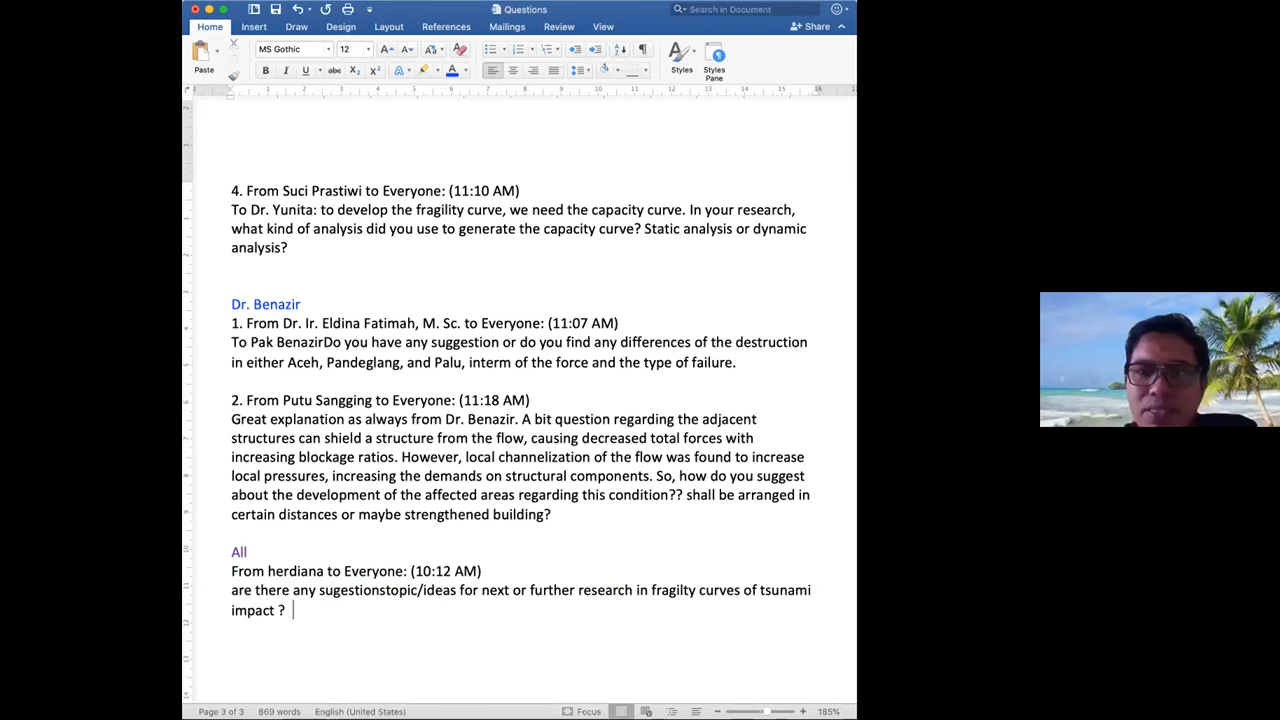 Questions
Search in Document
Home Insert Draw Design Layout References Mailings Review View Share
Paste MS Gothic 12 Styles Styles Pane
4. From Suci Prastiwi to Everyone: (11:10 AM)
To Dr. Yunita: to develop the fragility curve, we need the capacity curve. In your research,
what kind of analysis did you use to generate the capacity curve? Static analysis or dynamic
analysis?
Dr. Benazir
1. From Dr. Ir. Eldina Fatimah, M. Sc. to Everyone: (11:07 AM)
To Pak BenazirDo you have any suggestion or do you find any differences of the destruction
in either Aceh, Pandeglang, and Palu, interm of the force and the type of failure.
2. From Putu Sangging to Everyone: (11:18 AM)
Great explanation as always from Dr. Benazir. A bit question regarding the adjacent
structures can shield a structure from the flow, causing decreased total forces with
increasing blockage ratios. However, local channelization of the flow was found to increase
local pressures, increasing the demands on structural components. So, how do you suggest
about the development of the affected areas regarding this condition?? shall be arranged in
certain distances or maybe strengthened building?
All
From herdiana to Everyone: (10:12 AM)
are there any sugestionstopic/ideas for next or further research in fragilty curves of tsunami
impact ?
Page 3 of 3 869 words English (United States) Focus 185%